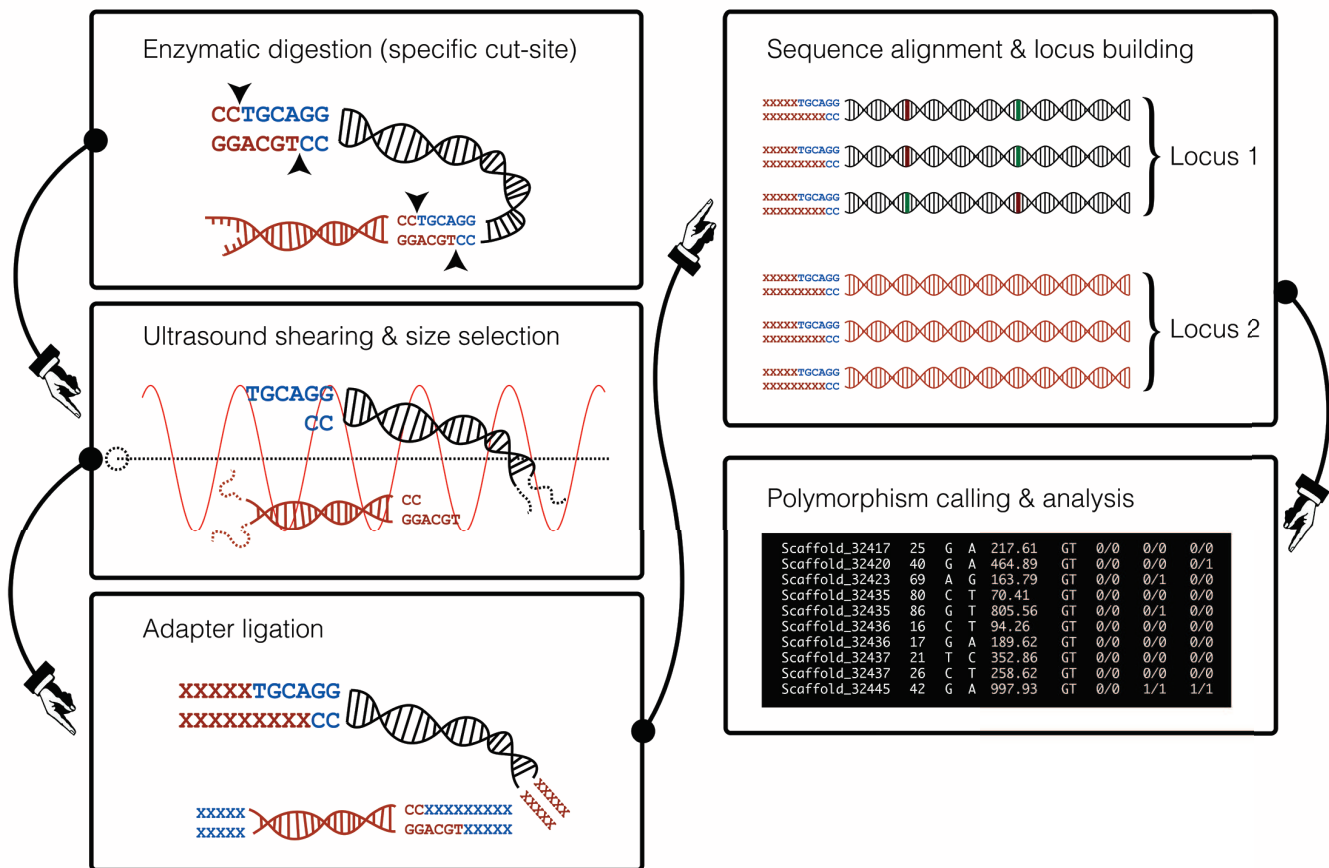 Enzymatic digestion (specific cut-site)
CCTGCAGG
GGACGTCC
CCTGCAGG
GGACGTCC
Ultrasound shearing & size selection
TGCAGG
CC
CC
GGACGT
Adapter ligation
XXXXXTGCAGG
XXXXXXXXXCC
XXXXX
XXXXX
XXXXX
XXXXX
CCXXXXXXXXX
GGACGTXXXXX
Sequence alignment & locus building
XXXXXTGCAGG
XXXXXXXXXCC
XXXXXTGCAGG
XXXXXXXXXCC
Locus 1
XXXXXTGCAGG
XXXXXXXXXCC
XXXXXTGCAGG
XXXXXXXXXCC
XXXXXTGCAGG
XXXXXXXXXCC
Locus 2
XXXXXTGCAGG
XXXXXXXXXCC
Polymorphism calling & analysis
Scaffold_32417 25 G A 217.61 GT 0/0 0/0 0/0
Scaffold_32420 40 G A 464.89 GT 0/0 0/0 0/1
Scaffold_32423 69 A G 163.79 GT 0/0 0/1 0/0
Scaffold_32435 80 C T 70.41 GT 0/0 0/0 0/0
Scaffold_32435 86 G T 805.56 GT 0/0 0/1 0/0
Scaffold_32436 16 C T 94.26 GT 0/0 0/0 0/0
Scaffold_32436 17 G A 189.62 GT 0/0 0/0 0/0
Scaffold_32437 21 T C 352.86 GT 0/0 0/0 0/0
Scaffold_32437 26 C T 258.62 GT 0/0 0/0 0/0
Scaffold_32445 42 G A 997.93 GT 0/0 1/1 1/1